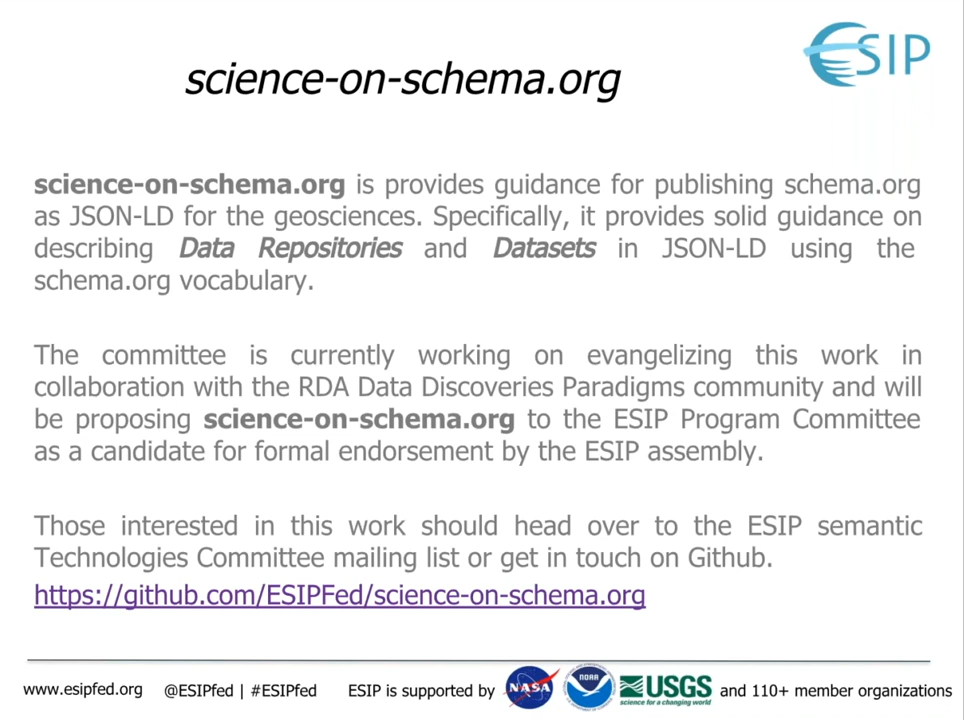 science-on-schema.org
ESIP
science-on-schema.org is provides guidance for publishing schema.org
as JSON-LD for the geosciences. Specifically, it provides solid guidance on
describing Data Repositories and Datasets in JSON-LD using the
schema.org vocabulary.
The committee is currently working on evangelizing this work in
collaboration with the RDA Data Discoveries Paradigms community and will
be proposing science-on-schema.org to the ESIP Program Committee
as a candidate for formal endorsement by the ESIP assembly.
Those interested in this work should head over to the ESIP semantic
Technologies Committee mailing list or get in touch on Github.
https://github.com/ESIPFed/science-on-schema.org
www.esipfed.org @ESIPfed | #ESIPfed ESIP is supported by NASA NOAA USGS and 110+ member organizations
science for a changing world